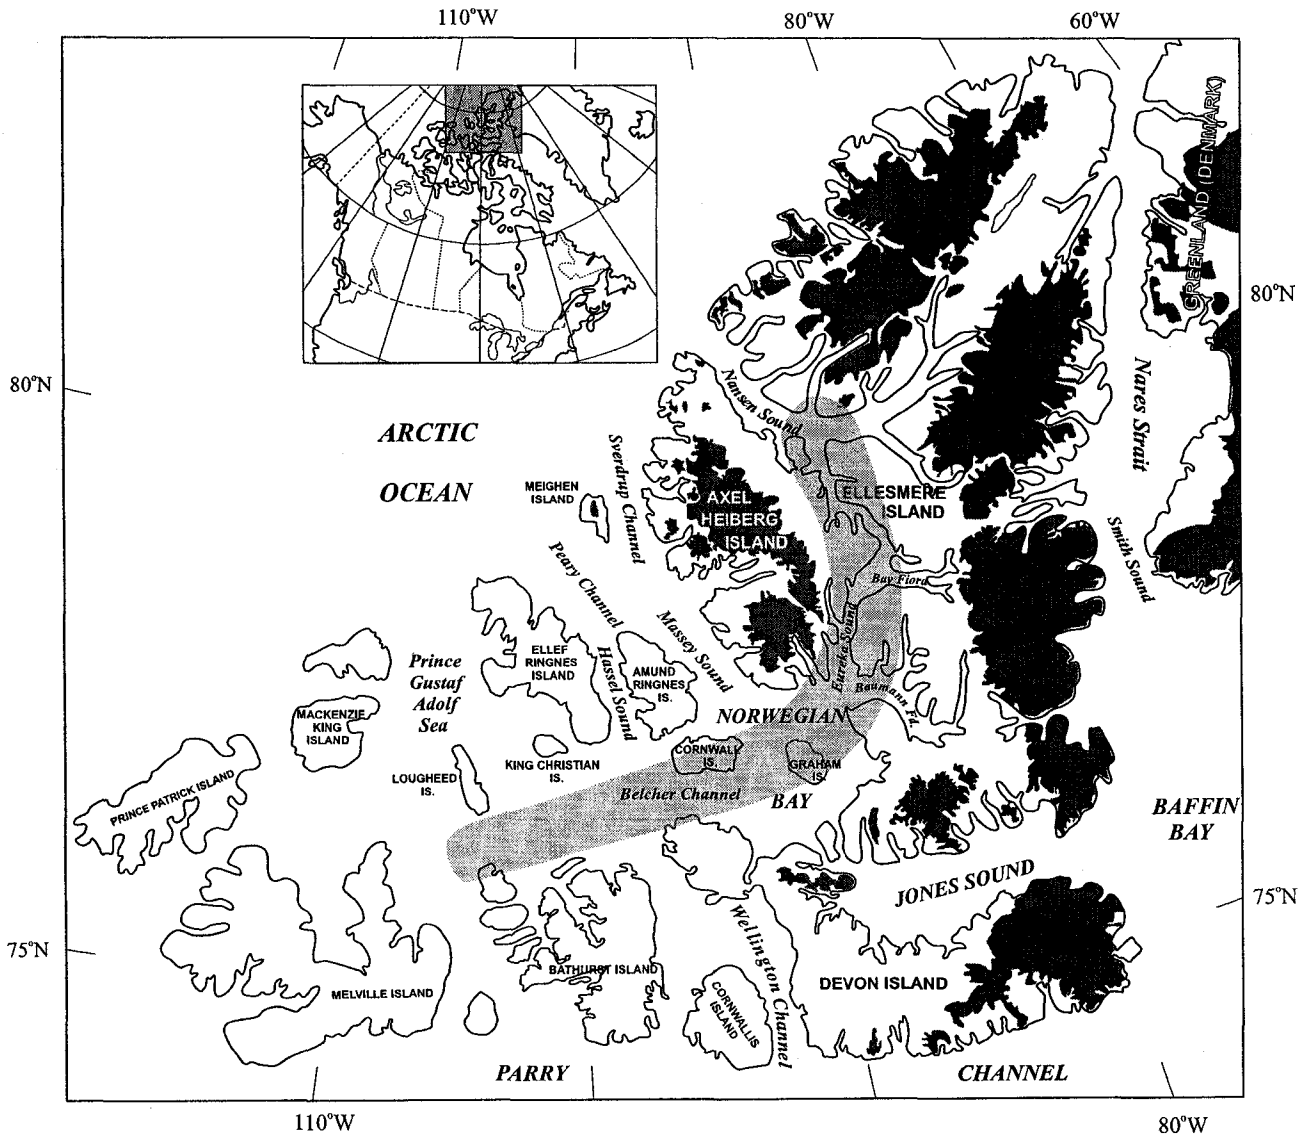 110°W
80°W
60°W
GREENLAND (DENMARK)
80°N
80°N
Nansen Sound
Nares Strait
ARCTIC
OCEAN
Sverdrup Channel
MEIGHEN
ISLAND
AXEL
HEIBERG
ISLAND
ELLESMERE
ISLAND
Smith Sound
Peary Channel
Bay Fiord
Massey Sound
Eureka Sound
Hassel Sound
ELLEF
RINGNES
ISLAND
AMUND
RINGNES
IS.
Prince
Gustaf
Adolf
Sea
Baumann Fd.
MACKENZIE
KING
ISLAND
NORWEGIAN
BAY
CORNWALL
IS.
GRAHAM
IS.
KING CHRISTIAN
IS.
LOUGHEED
IS.
PRINCE PATRICK ISLAND
Belcher Channel
BAFFIN
BAY
JONES SOUND
75°N
75°N
Wellington Channel
BATHURST ISLAND
MELVILLE ISLAND
DEVON ISLAND
CORNWALLIS
ISLAND
PARRY
CHANNEL
110°W
80°W